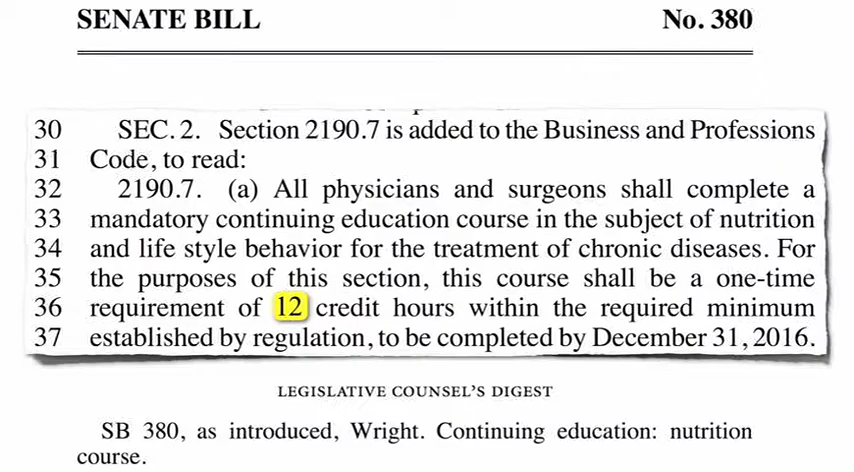 SENATE BILL No. 380
30 SEC. 2. Section 2190.7 is added to the Business and Professions
31 Code, to read:
32 2190.7. (a) All physicians and surgeons shall complete a
33 mandatory continuing education course in the subject of nutrition
34 and life style behavior for the treatment of chronic diseases. For
35 the purposes of this section, this course shall be a one-time
36 requirement of 12 credit hours within the required minimum
37 established by regulation, to be completed by December 31, 2016.
LEGISLATIVE COUNSEL'S DIGEST
SB 380, as introduced, Wright. Continuing education: nutrition
course.